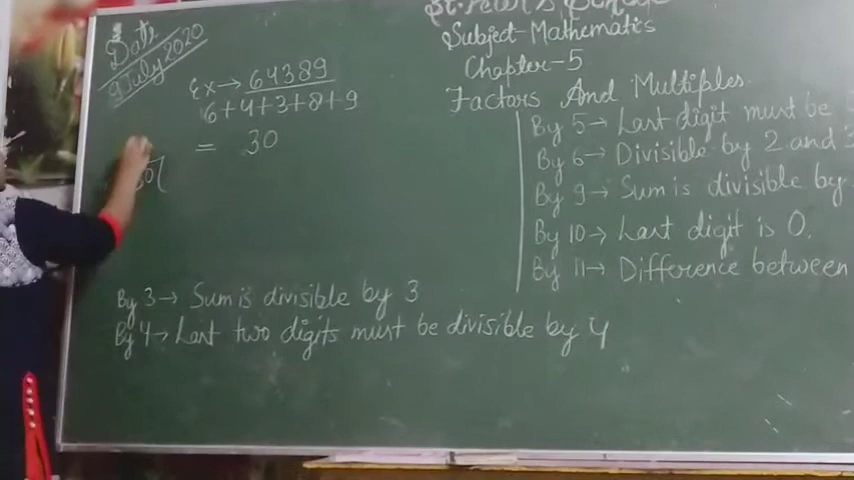 Date
9 July 2020
Ex → 64389
6+4+3+8+9
= 30
Subject-Mathematics
Chapter-5
Factors And Multiples
By 5 → Last digit must be
By 6 → Divisible by 2 and 3
By 9 → Sum is divisible by
By 10 → Last digit is 0.
By 11 → Difference between
By 3 → Sum is divisible by 3
By 4 → Last two digits must be divisible by 4